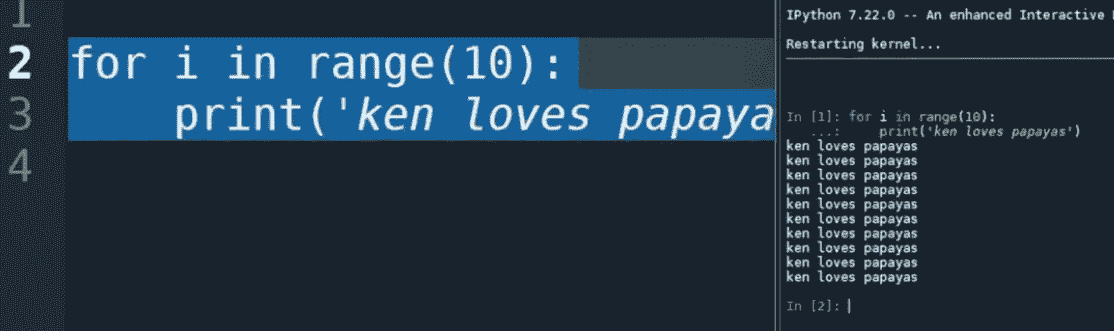 1
2 for i in range(10):
3     print('ken loves papaya
4
IPython 7.22.0 -- An enhanced Interactive
Restarting kernel...
In [1]: for i in range(10):
   ...:     print('ken loves papayas')
ken loves papayas
ken loves papayas
ken loves papayas
ken loves papayas
ken loves papayas
ken loves papayas
ken loves papayas
ken loves papayas
ken loves papayas
ken loves papayas
In [2]: